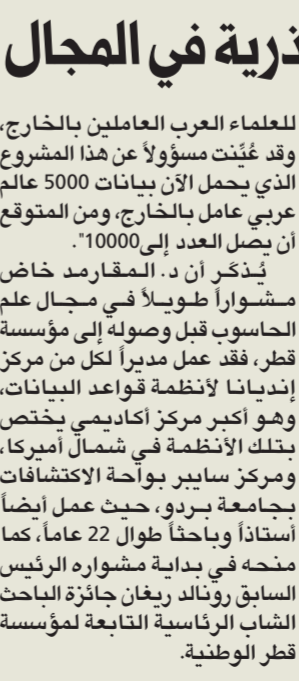 ذرية في المجال
للعلماء العرب العاملين بالخارج،
وقد عُيِّنت مسؤولاً عن هذا المشروع
الذي يحمل الآن بيانات 5000 عالم
عربي عامل بالخارج، ومن المتوقع
أن يصل العدد إلى10000".
يُذكَر أن د. المقارمد خاض
مشواراً طويلاً في مجال علم
الحاسوب قبل وصوله إلى مؤسسة
قطر، فقد عمل مديراً لكل من مركز
إنديانا لأنظمة قواعد البيانات،
وهو أكبر مركز أكاديمي يختص
بتلك الأنظمة في شمال أميركا،
ومركز سايبر بواحة الاكتشافات
بجامعة بردو، حيث عمل أيضاً
أستاذاً وباحثاً طوال 22 عاماً، كما
منحه في بداية مشواره الرئيس
السابق رونالد ريغان جائزة الباحث
الشاب الرئاسية التابعة لمؤسسة
قطر الوطنية.